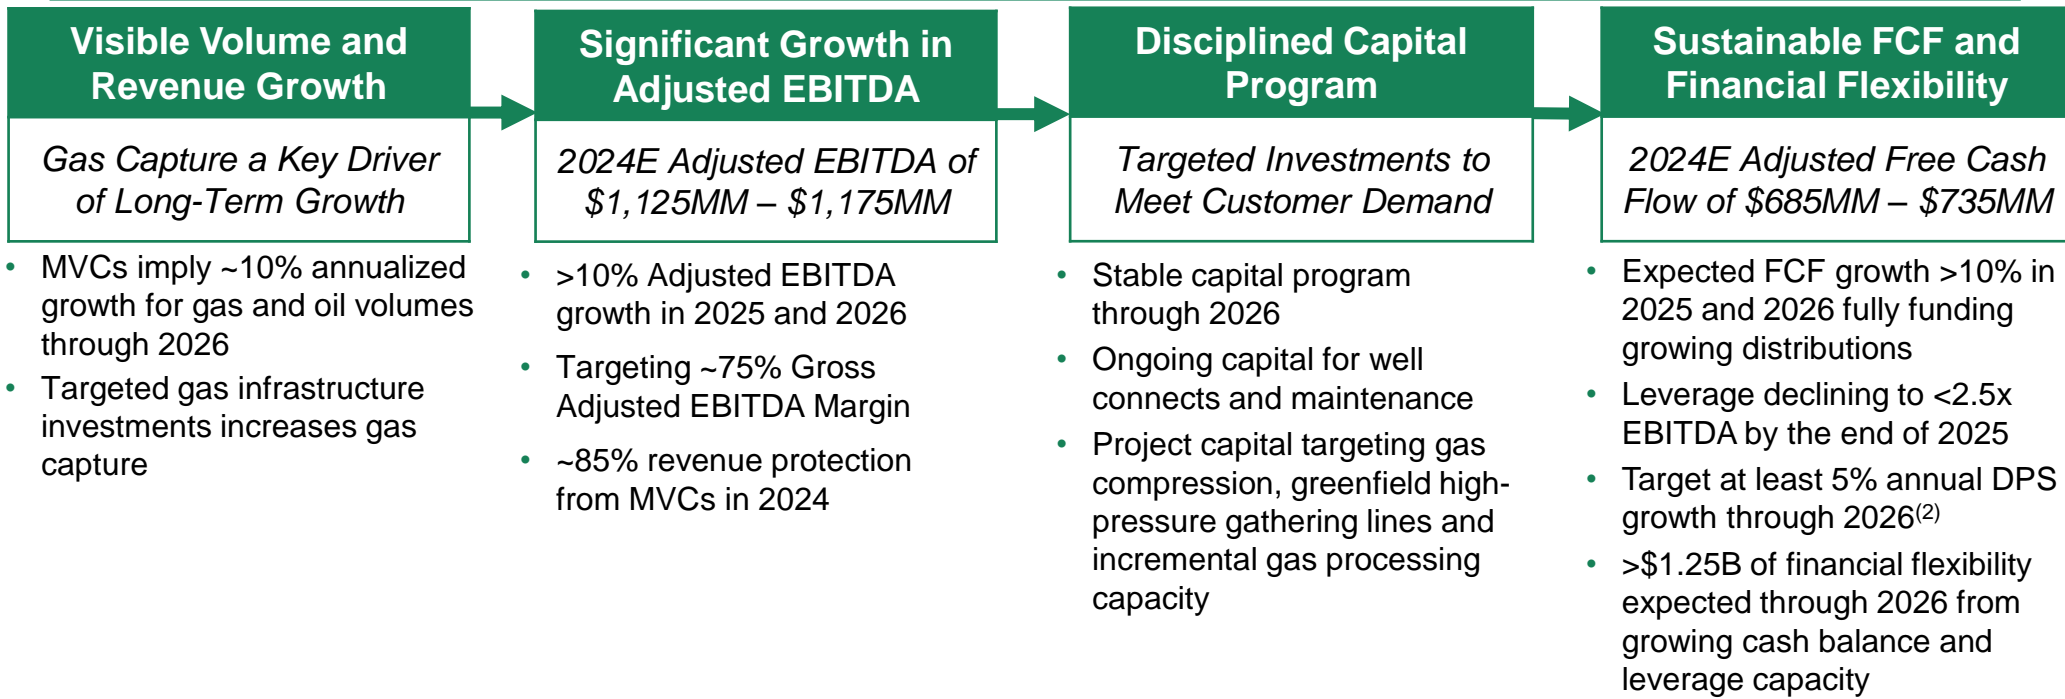 Visible Volume and
Revenue Growth
Gas Capture a Key Driver
of Long-Term Growth
• MVCs imply ~10% annualized
growth for gas and oil volumes
through 2026
• Targeted gas infrastructure
investments increases gas
capture
Significant Growth in
Adjusted EBITDA
2024E Adjusted EBITDA of
$1,125MM – $1,175MM
• >10% Adjusted EBITDA
growth in 2025 and 2026
• Targeting ~75% Gross
Adjusted EBITDA Margin
• ~85% revenue protection
from MVCs in 2024
Disciplined Capital
Program
Targeted Investments to
Meet Customer Demand
• Stable capital program
through 2026
• Ongoing capital for well
connects and maintenance
• Project capital targeting gas
compression, greenfield high-
pressure gathering lines and
incremental gas processing
capacity
Sustainable FCF and
Financial Flexibility
2024E Adjusted Free Cash
Flow of $685MM – $735MM
• Expected FCF growth >10% in
2025 and 2026 fully funding
growing distributions
• Leverage declining to <2.5x
EBITDA by the end of 2025
• Target at least 5% annual DPS
growth through 2026(2)
• >$1.25B of financial flexibility
expected through 2026 from
growing cash balance and
leverage capacity